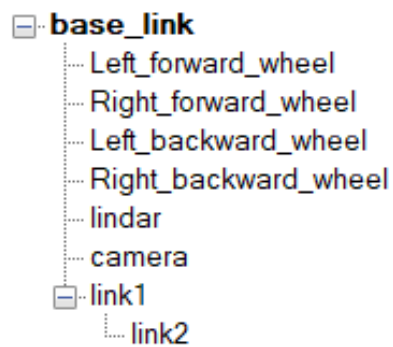 base_link
Left_forward_wheel
Right_forward_wheel
Left_backward_wheel
Right_backward_wheel
lindar
camera
link1
link2